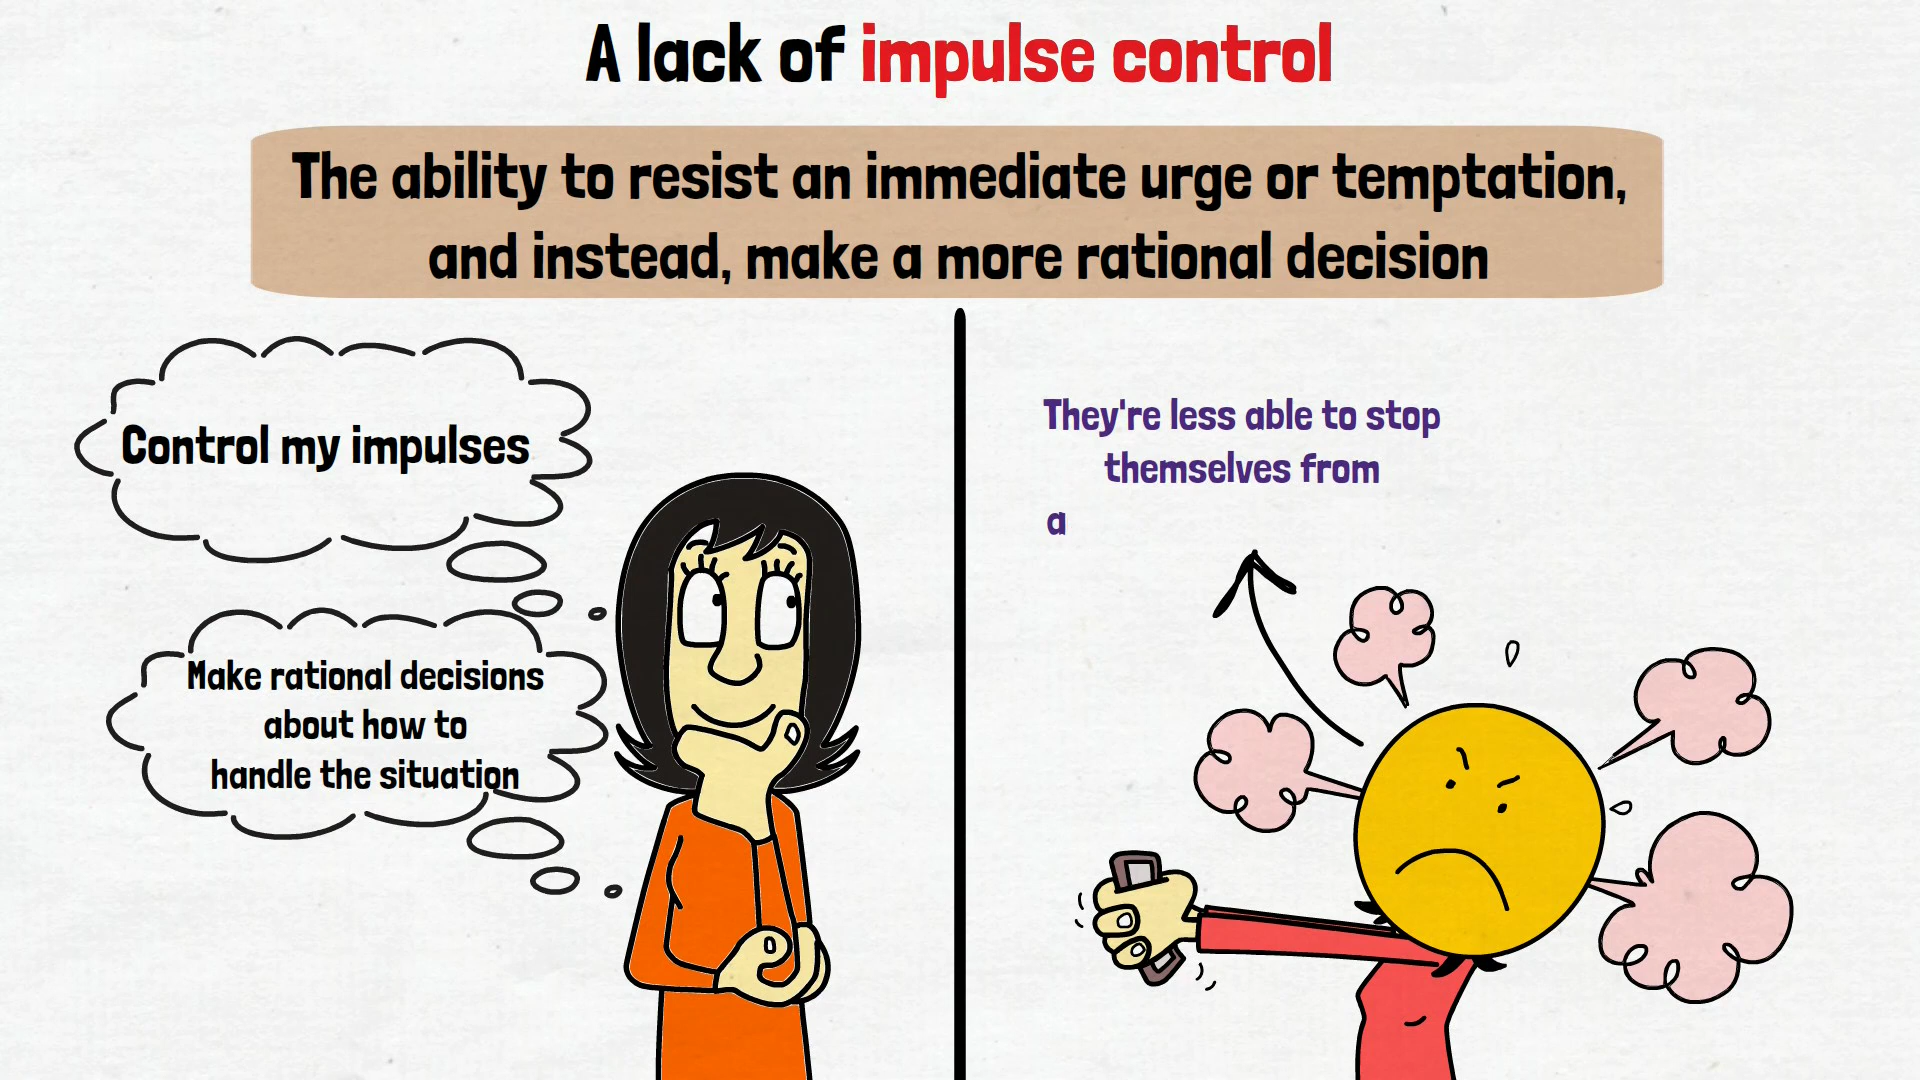 A lack of impulse control
The ability to resist an immediate urge or temptation,
and instead, make a more rational decision
Control my impulses
Make rational decisions
about how to
handle the situation
They're less able to stop
themselves from
a